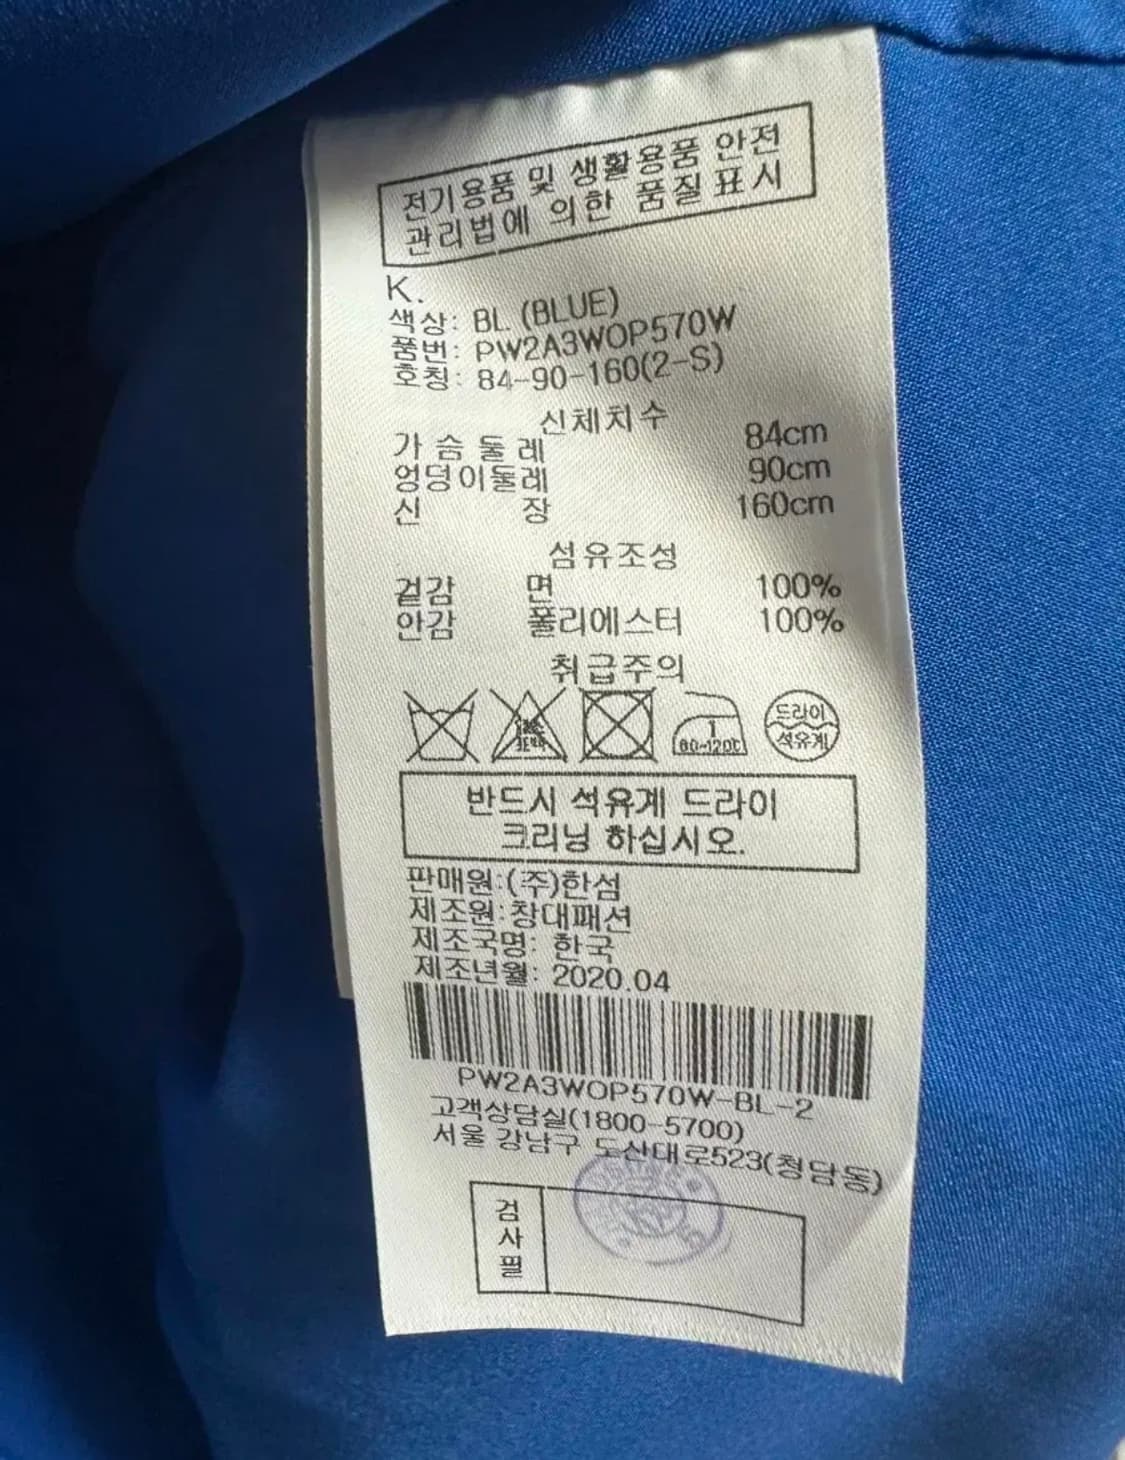 전기용품 및 생활용품 안전
관리법에 의한 품질표시
K.
색상: BL (BLUE)
품번: PW2A3WOP570W
호칭: 84-90-160(2-S)
신체치수
가슴둘레 84cm
엉덩이둘레 90cm
신장 160cm
섬유조성
겉감 면 100%
안감 폴리에스터 100%
취급주의
1
80~120℃
드라이
석유계
반드시 석유계 드라이
크리닝 하십시오.
판매원:(주)한섬
제조원:창대패션
제조국명: 한국
제조년월: 2020.04
PW2A3WOP570W-BL-2
고객상담실(1800-5700)
서울 강남구 도산대로523(청담동)
검
사
필